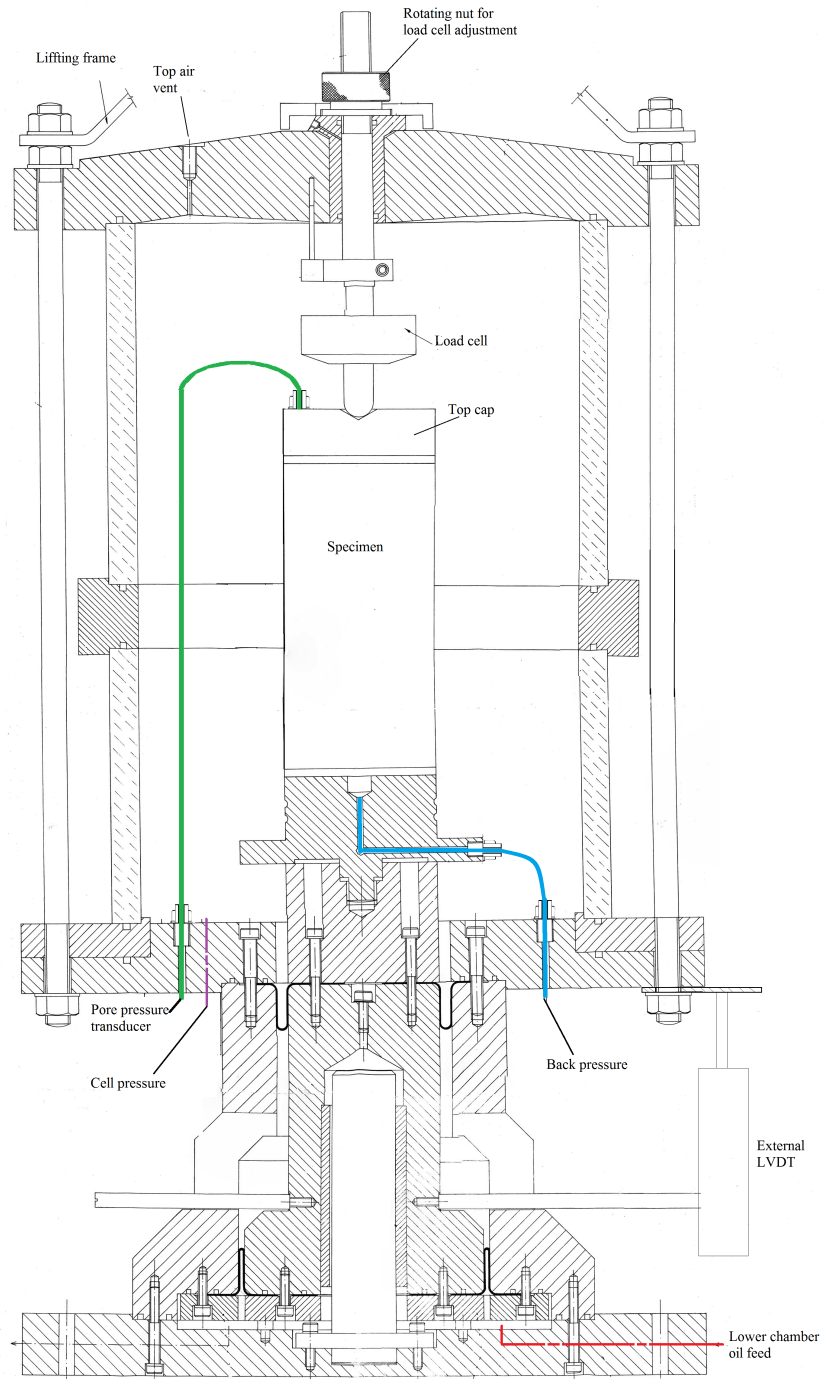 Rotating nut for
load cell adjustment
Liffting frame
Top air
vent
Load cell
Top cap
Specimen
Pore pressure
transducer
Back pressure
Cell pressure
External
LVDT
Lower chamber
oil feed